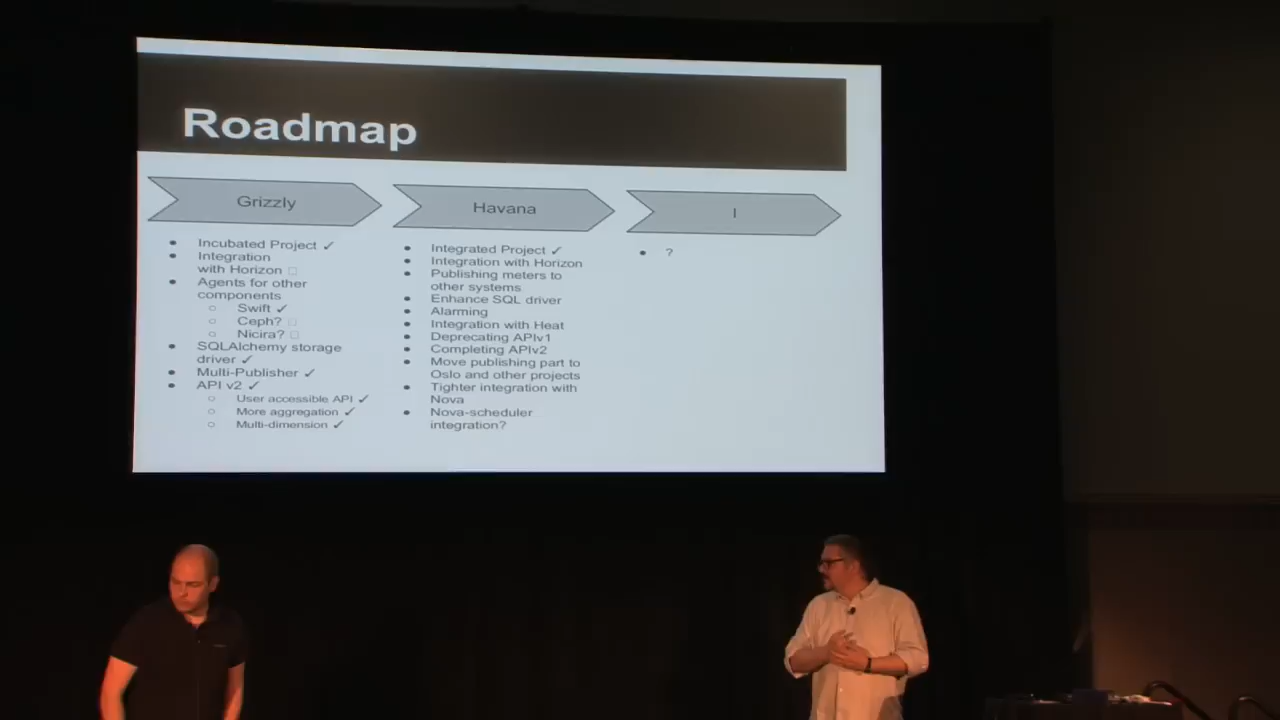 Roadmap
Grizzly
Incubated Project ✓
Integration
with Horizon □
Agents for other
components
Swift ✓
Ceph? □
Nicira? □
SQLAlchemy storage
driver ✓
Multi-Publisher ✓
API v2 ✓
User accessible API ✓
More aggregation ✓
Multi-dimension ✓
Havana
Integrated Project ✓
Integration with Horizon
Publishing meters to
other systems
Enhance SQL driver
Alarming
Integration with Heat
Deprecating APIv1
Completing APIv2
Move publishing part to
Oslo and other projects
Tighter integration with
Nova
Nova-scheduler
integration?
I
?